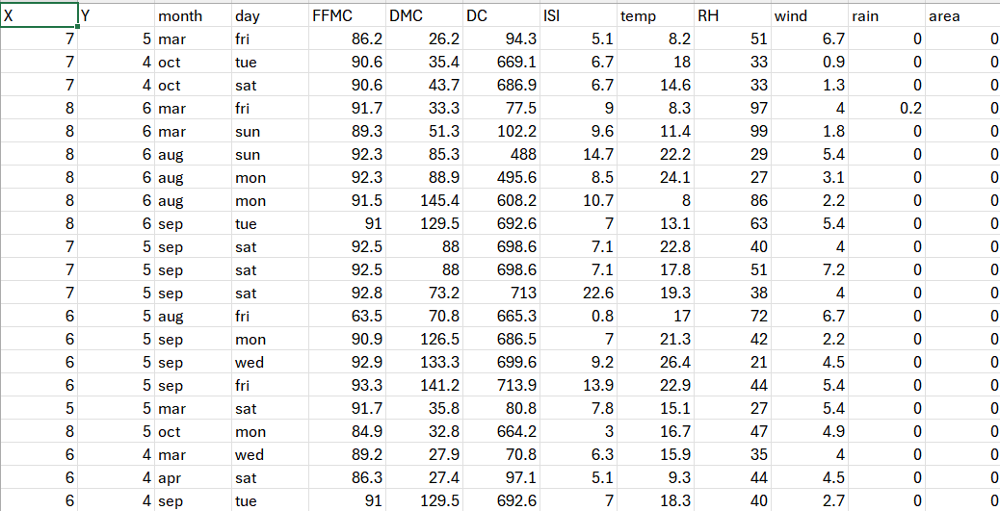 X Y month day FFMC DMC DC ISI temp RH wind rain area
7 5 mar fri 86.2 26.2 94.3 5.1 8.2 51 6.7 0 0
7 4 oct tue 90.6 35.4 669.1 6.7 18 33 0.9 0 0
7 4 oct sat 90.6 43.7 686.9 6.7 14.6 33 1.3 0 0
8 6 mar fri 91.7 33.3 77.5 9 8.3 97 4 0.2 0
8 6 mar sun 89.3 51.3 102.2 9.6 11.4 99 1.8 0 0
8 6 aug sun 92.3 85.3 488 14.7 22.2 29 5.4 0 0
8 6 aug mon 92.3 88.9 495.6 8.5 24.1 27 3.1 0 0
8 6 aug mon 91.5 145.4 608.2 10.7 8 86 2.2 0 0
8 6 sep tue 91 129.5 692.6 7 13.1 63 5.4 0 0
7 5 sep sat 92.5 88 698.6 7.1 22.8 40 4 0 0
7 5 sep sat 92.5 88 698.6 7.1 17.8 51 7.2 0 0
7 5 sep sat 92.8 73.2 713 22.6 19.3 38 4 0 0
6 5 aug fri 63.5 70.8 665.3 0.8 17 72 6.7 0 0
6 5 sep mon 90.9 126.5 686.5 7 21.3 42 2.2 0 0
6 5 sep wed 92.9 133.3 699.6 9.2 26.4 21 4.5 0 0
6 5 sep fri 93.3 141.2 713.9 13.9 22.9 44 5.4 0 0
5 5 mar sat 91.7 35.8 80.8 7.8 15.1 27 5.4 0 0
8 5 oct mon 84.9 32.8 664.2 3 16.7 47 4.9 0 0
6 4 mar wed 89.2 27.9 70.8 6.3 15.9 35 4 0 0
6 4 apr sat 86.3 27.4 97.1 5.1 9.3 44 4.5 0 0
6 4 sep tue 91 129.5 692.6 7 18.3 40 2.7 0 0